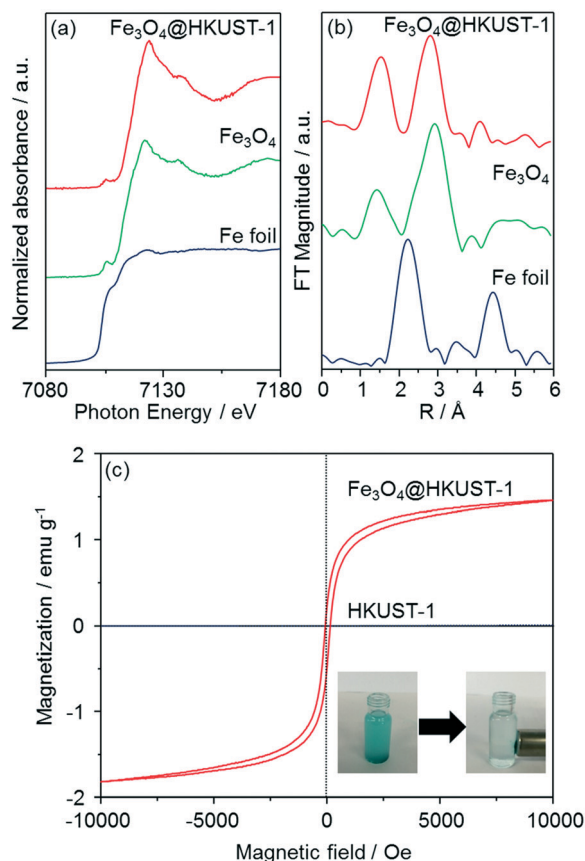 (a)
Fe₃O₄@HKUST-1
Fe₃O₄
Fe foil
Normalized absorbance / a.u.
7080 7130 7180
Photon Energy / eV
(b)
Fe₃O₄@HKUST-1
Fe₃O₄
Fe foil
FT Magnitude / a.u.
0 1 2 3 4 5 6
R / Å
(c)
Fe₃O₄@HKUST-1
HKUST-1
Magnetization / emu g⁻¹
2
1
0
-1
-2
-10000 -5000 0 5000 10000
Magnetic field / Oe